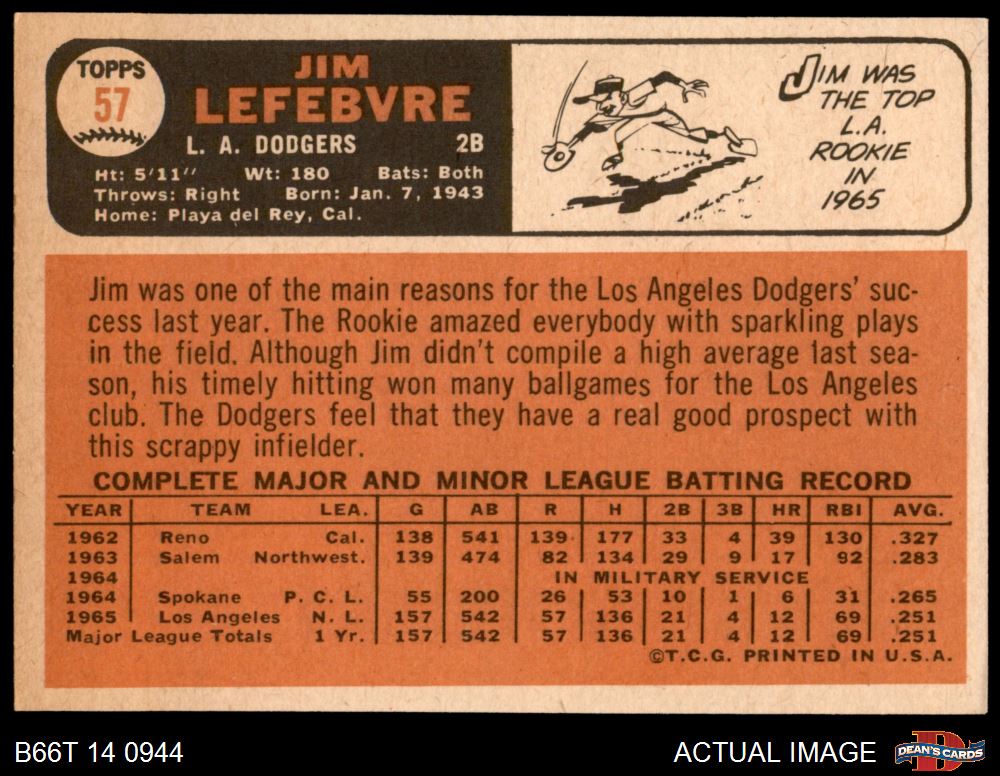 TOPPS
57
JIM
LEFEBVRE
L. A. DODGERS 2B
Ht: 5'11" Wt: 180 Bats: Both
Throws: Right Born: Jan. 7, 1943
Home: Playa del Rey, Cal.
JIM WAS
THE TOP
L.A.
ROOKIE
IN
1965
Jim was one of the main reasons for the Los Angeles Dodgers' suc-
cess last year. The Rookie amazed everybody with sparkling plays
in the field. Although Jim didn't compile a high average last sea-
son, his timely hitting won many ballgames for the Los Angeles
club. The Dodgers feel that they have a real good prospect with
this scrappy infielder.
COMPLETE MAJOR AND MINOR LEAGUE BATTING RECORD
YEAR TEAM LEA. G AB R H 2B 3B HR RBI AVG.
1962 Reno Cal. 138 541 139 177 33 4 39 130 .327
1963 Salem Northwest. 139 474 82 134 29 9 17 92 .283
1964 IN MILITARY SERVICE
1964 Spokane P. C. L. 55 200 26 53 10 1 6 31 .265
1965 Los Angeles N. L. 157 542 57 136 21 4 12 69 .251
Major League Totals 1 Yr. 157 542 57 136 21 4 12 69 .251
©T.C.G. PRINTED IN U.S.A.
B66T 14 0944 ACTUAL IMAGE DEAN'S CARDS